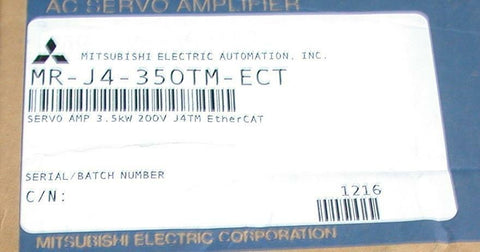 AC SERVO AMPLIFIER
MITSUBISHI ELECTRIC AUTOMATION, INC.
MR-J4-350TM-ECT
SERVO AMP 3.5kW 200V J4TM EtherCAT
SERIAL/BATCH NUMBER
C/N:
1216
MITSUBISHI ELECTRIC CORPORATION